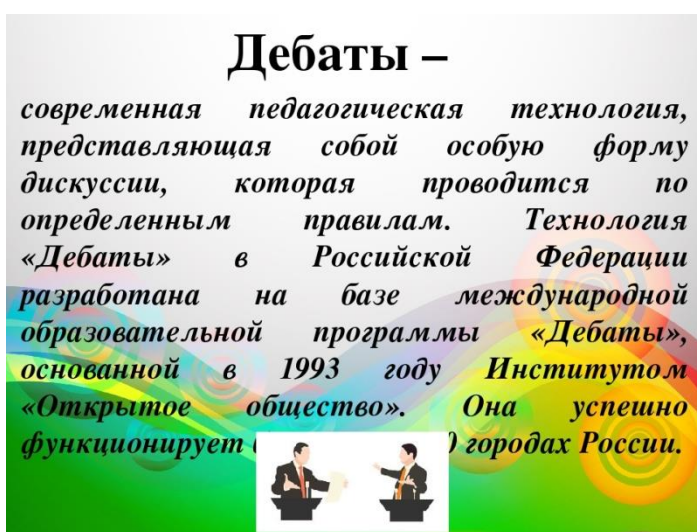 Дебаты –
современная педагогическая технология,
представляющая собой особую форму
дискуссии, которая проводится по
определенным правилам. Технология
«Дебаты» в Российской Федерации
разработана на базе международной
образовательной программы «Дебаты»,
основанной в 1993 году Институтом
«Открытое общество». Она успешно
функционирует городах России.